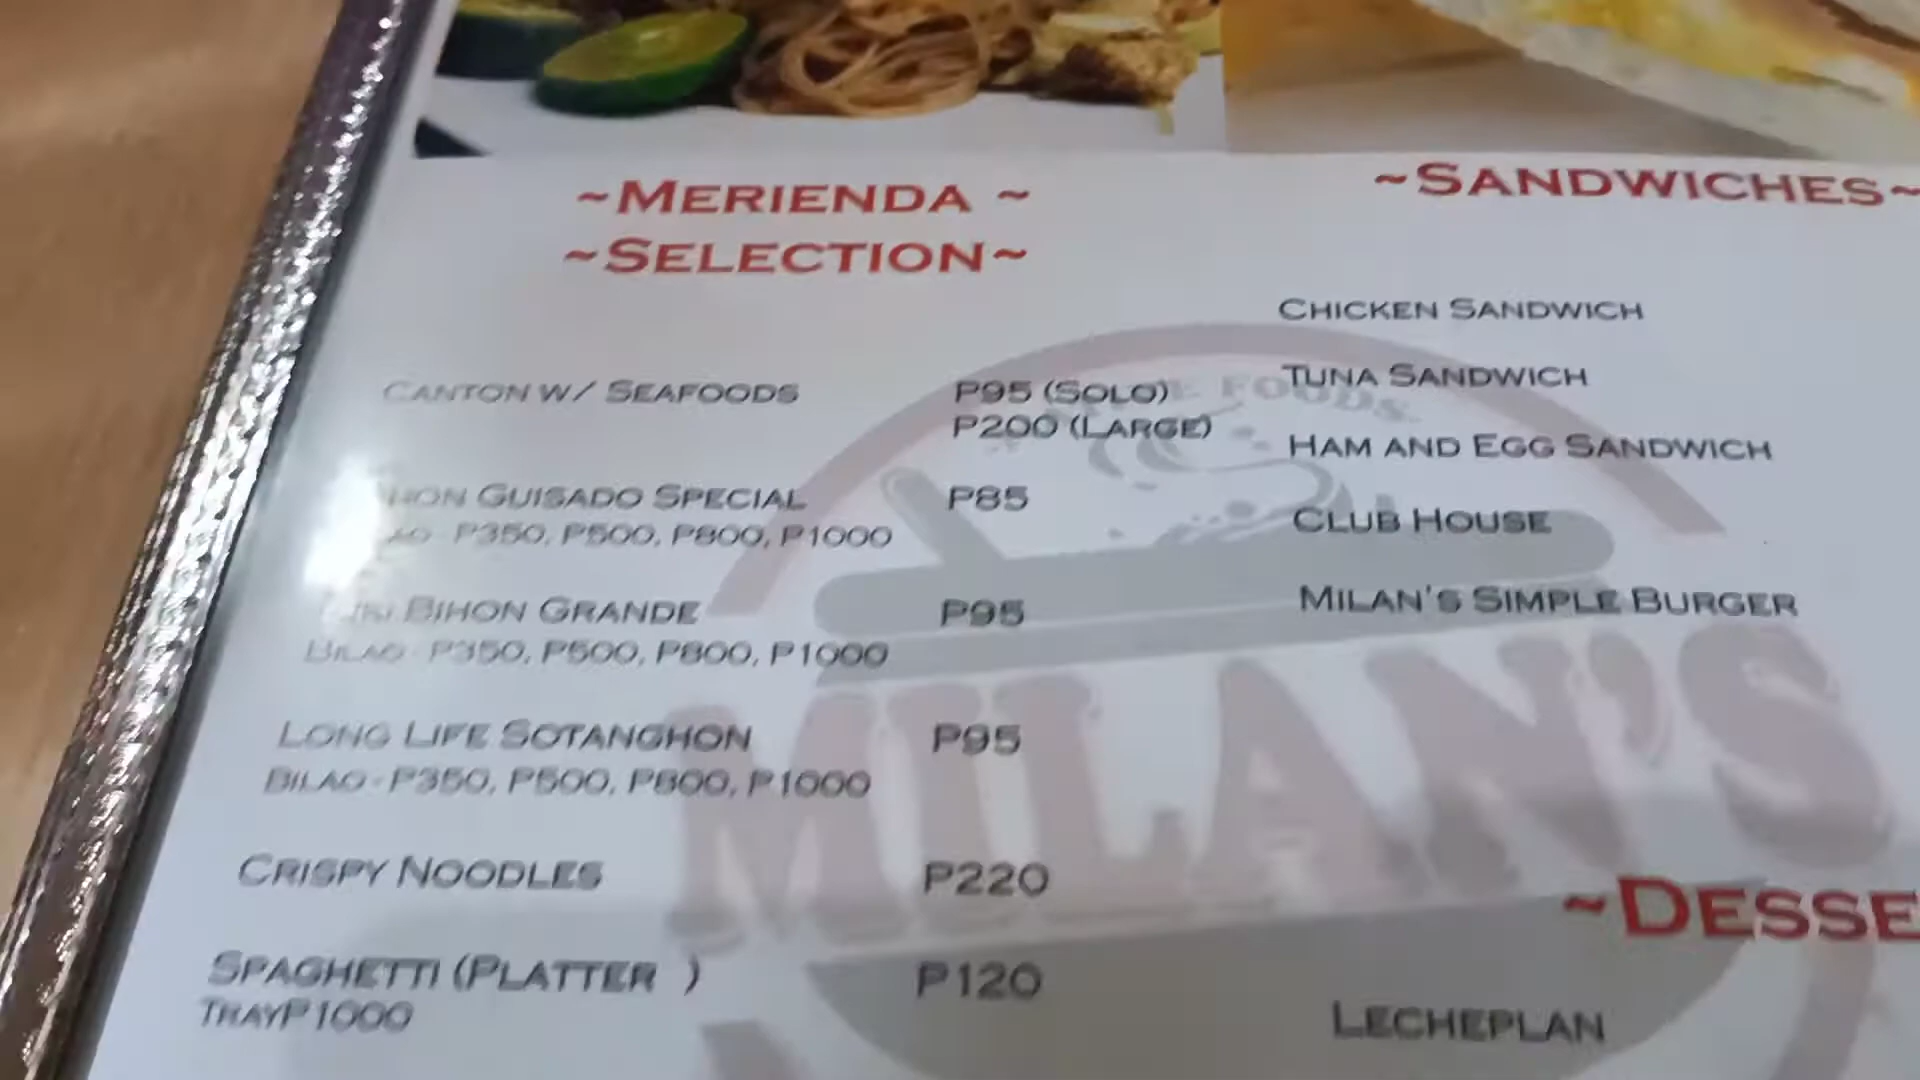 ~MERIENDA ~
~SELECTION~
CANTON W/ SEAFOODS P95 (SOLO)
P200 (LARGE)
GUISADO SPECIAL P85
P350, P500, P800, P1000
BIHON GRANDE P95
BILAO - P350, P500, P800, P1000
LONG LIFE SOTANGHON P95
BILAO - P350, P500, P800, P1000
CRISPY NOODLES P220
SPAGHETTI (PLATTER )  P120
TRAYP1000
~SANDWICHES~
CHICKEN SANDWICH
TUNA SANDWICH
HAM AND EGG SANDWICH
CLUB HOUSE
MILAN'S SIMPLE BURGER
~DESSE
LECHEPLAN
FOODS
MILAN'S